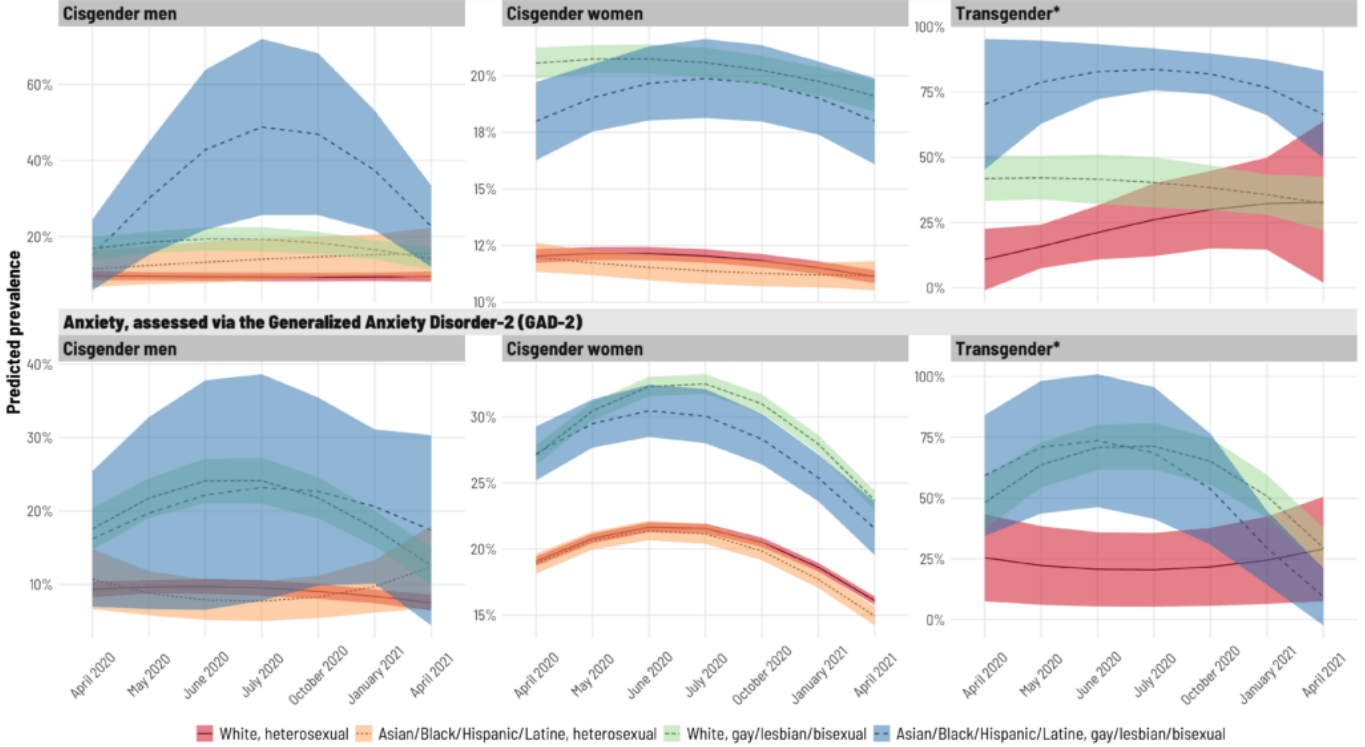 Cisgender men
Cisgender women
Transgender*
60%
40%
20%
20%
18%
15%
12%
10%
100%
75%
50%
25%
0%
Predicted prevalence
Anxiety, assessed via the Generalized Anxiety Disorder-2 (GAD-2)
Cisgender men
Cisgender women
Transgender*
40%
30%
20%
10%
30%
25%
20%
15%
100%
75%
50%
25%
0%
April 2020
May 2020
June 2020
July 2020
October 2020
January 2021
April 2021
April 2020
May 2020
June 2020
July 2020
October 2020
January 2021
April 2021
April 2020
May 2020
June 2020
July 2020
October 2020
January 2021
April 2021
White, heterosexual
Asian/Black/Hispanic/Latine, heterosexual
White, gay/lesbian/bisexual
Asian/Black/Hispanic/Latine, gay/lesbian/bisexual